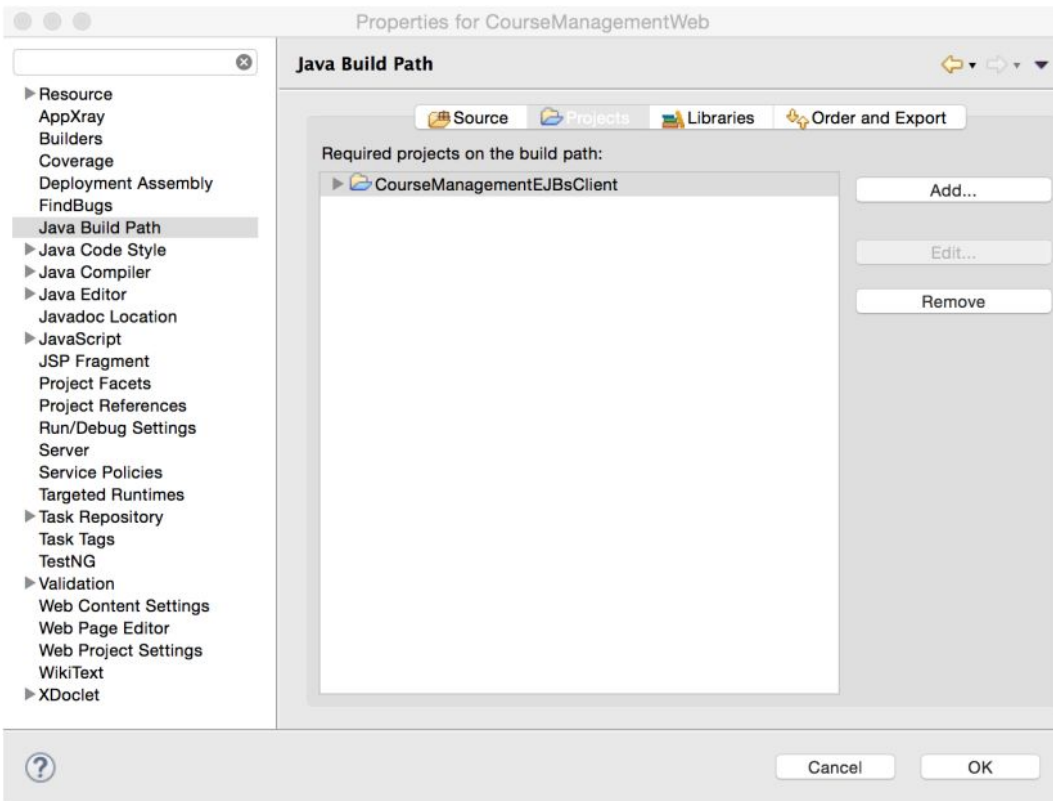 Properties for CourseManagementWeb
Resource
AppXray
Builders
Coverage
Deployment Assembly
FindBugs
Java Build Path
Java Code Style
Java Compiler
Java Editor
Javadoc Location
JavaScript
JSP Fragment
Project Facets
Project References
Run/Debug Settings
Server
Service Policies
Targeted Runtimes
Task Repository
Task Tags
TestNG
Validation
Web Content Settings
Web Page Editor
Web Project Settings
WikiText
XDoclet
Java Build Path
Source Projects Libraries Order and Export
Required projects on the build path:
CourseManagementEJBsClient
Add...
Edit...
Remove
?
Cancel OK